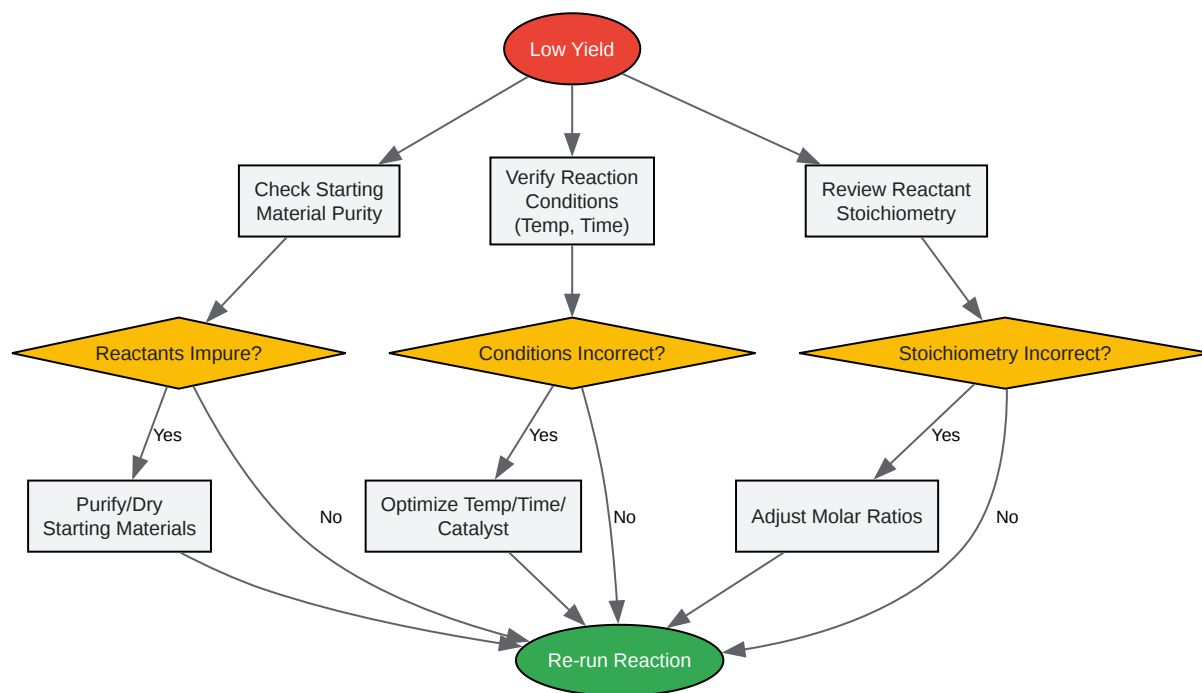 Low Yield
Check Starting
Material Purity
Verify Reaction
Conditions
(Temp, Time)
Review Reactant
Stoichiometry
Reactants Impure?
Conditions Incorrect?
Stoichiometry Incorrect?
Yes
Yes
Yes
Purify/Dry
Starting Materials
No
Optimize Temp/Time/
Catalyst
No
Adjust Molar Ratios
No
Re-run Reaction